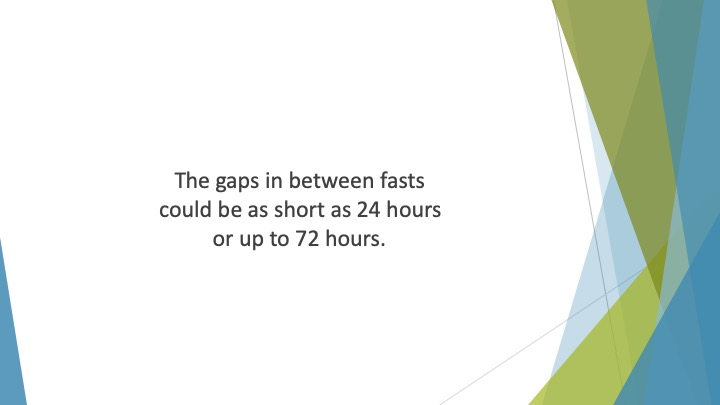 The gaps in between fasts
could be as short as 24 hours
or up to 72 hours.